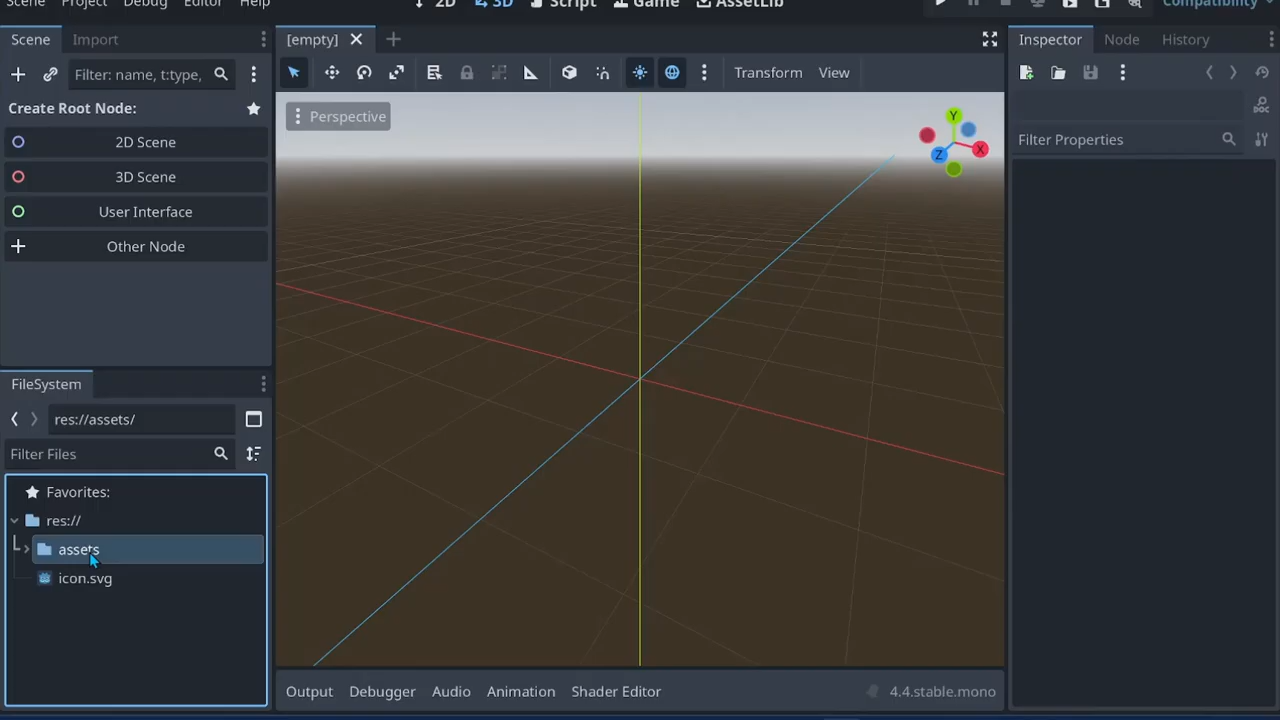 Scene Project Debug Editor Help 2D 3D Script Game AssetLib Compatibility
Scene Import
[empty]
Inspector Node History
Filter: name, t:type,
Transform View
Create Root Node:
Perspective
Y
X
Z
Filter Properties
2D Scene
3D Scene
User Interface
Other Node
FileSystem
res://assets/
Filter Files
Favorites:
res://
assets
icon.svg
Output Debugger Audio Animation Shader Editor 4.4.stable.mono